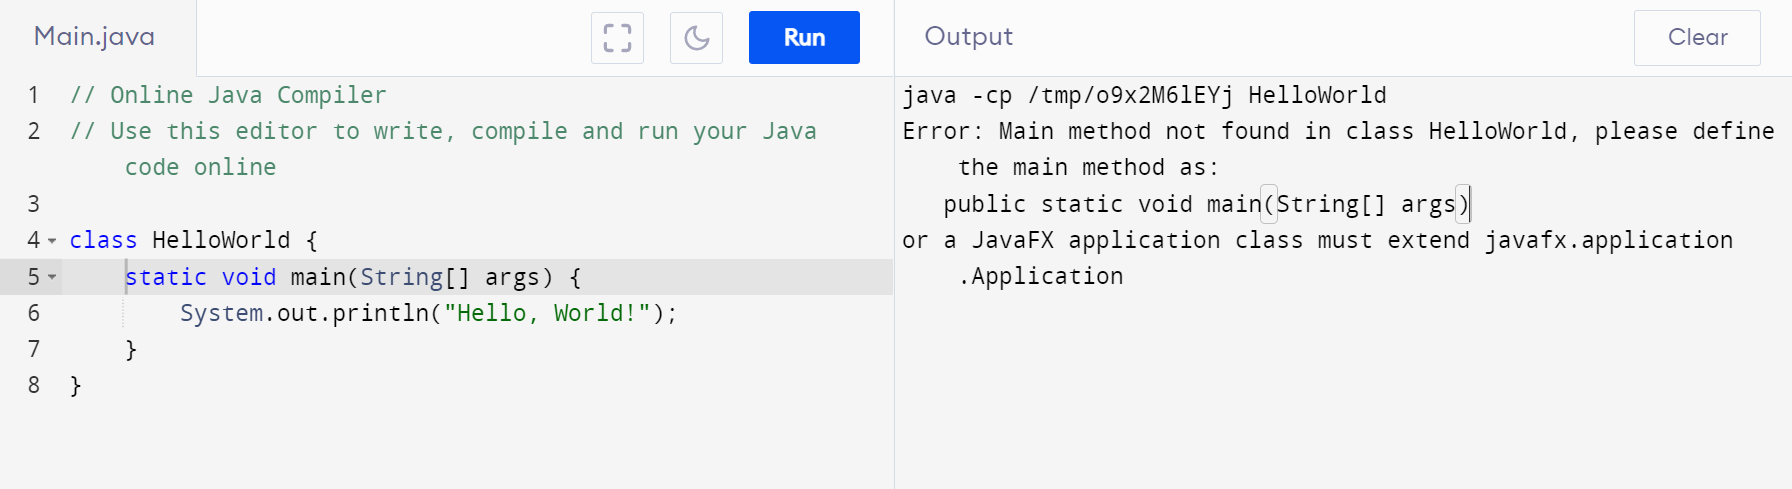 Main.java
Run
1 // Online Java Compiler
2 // Use this editor to write, compile and run your Java
code online
3
4 class HelloWorld {
5 static void main(String[] args) {
6 System.out.println("Hello, World!");
7 }
8 }
Output
Clear
java -cp /tmp/o9x2M6lEYj HelloWorld
Error: Main method not found in class HelloWorld, please define
the main method as:
public static void main(String[] args)
or a JavaFX application class must extend javafx.application
.Application